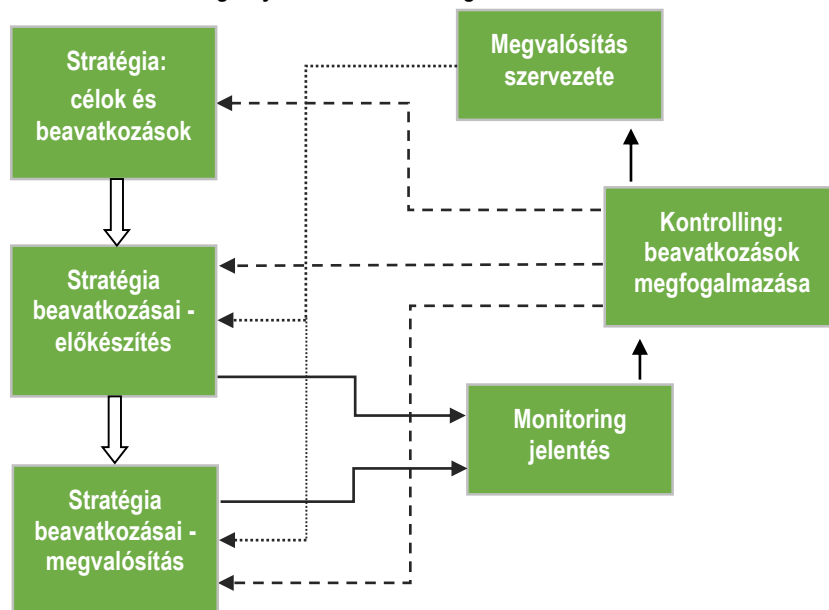 Stratégia:
célok és
beavatkozások
Megvalósítás
szervezete
Kontrolling:
beavatkozások
megfogalmazása
Stratégia
beavatkozásai -
előkészítés
Monitoring
jelentés
Stratégia
beavatkozásai -
megvalósítás